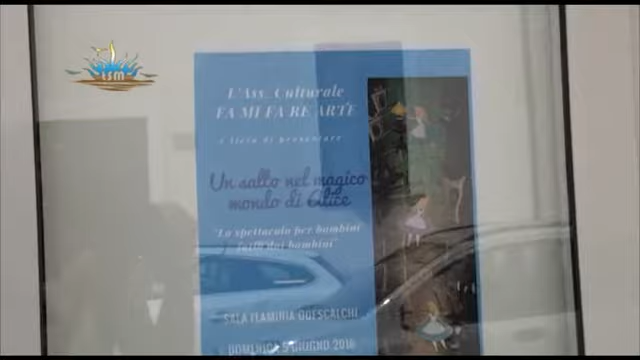 tsm
L'Ass. Culturale
FA MI FA RE ARTE
è lieta di presentare
Un salto nel magico
mondo di Alice
"Lo spettacolo per bambini
fatto dai bambini"
SALA FLAMINIA ODESCALCHI
DOMENICA 5 GIUGNO 2016